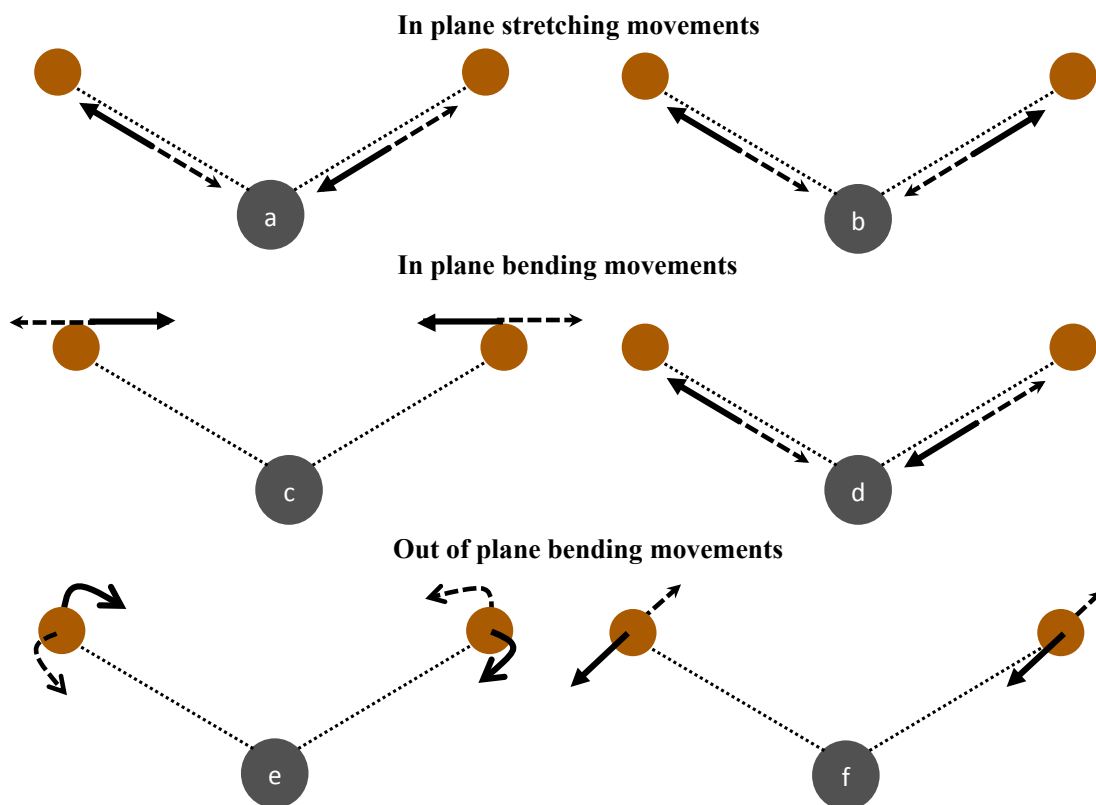 In plane stretching movements
a
b
In plane bending movements
c
d
Out of plane bending movements
e
f